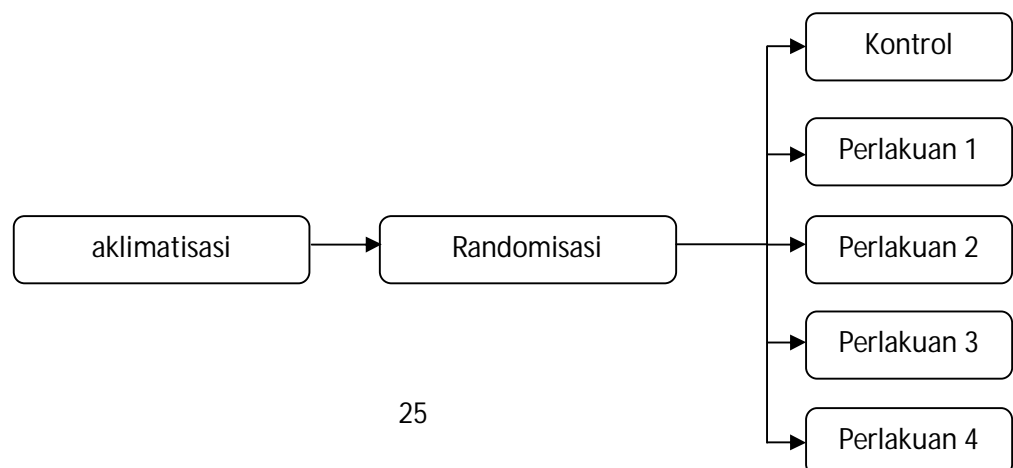 Kontrol
Perlakuan 1
aklimatisasi
Randomisasi
Perlakuan 2
Perlakuan 3
25
Perlakuan 4